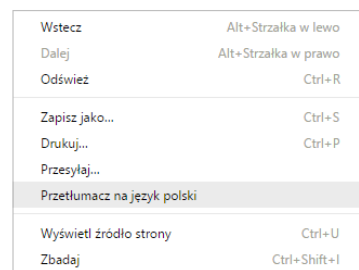 Wstecz Alt+Strzałka w lewo
Dalej Alt+Strzałka w prawo
Odśwież Ctrl+R
Zapisz jako... Ctrl+S
Drukuj... Ctrl+P
Przesyłaj...
Przetłumacz na język polski
Wyświetl źródło strony Ctrl+U
Zbadaj Ctrl+Shift+I